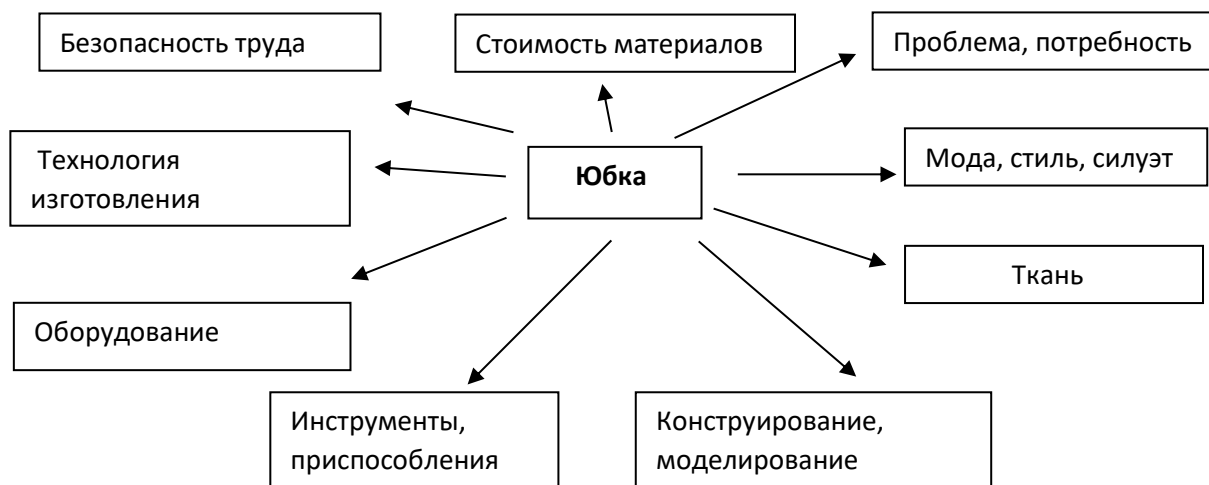 Безопасность труда
Стоимость материалов
Проблема, потребность
Технология
изготовления
Юбка
Мода, стиль, силуэт
Ткань
Оборудование
Инструменты,
приспособления
Конструирование,
моделирование